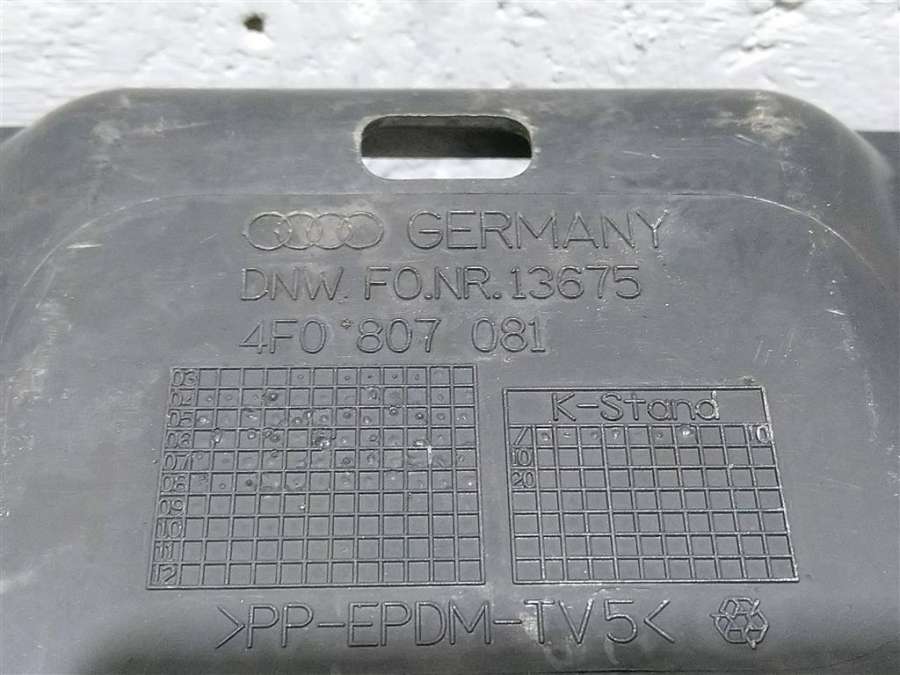 GERMANY
DNW. FO.NR.13675
4F0 807 081
03
04
05
06
07
08
09
10
11
12
K-Stand
/1 10
10
20
>PP-EPDM-TV5<